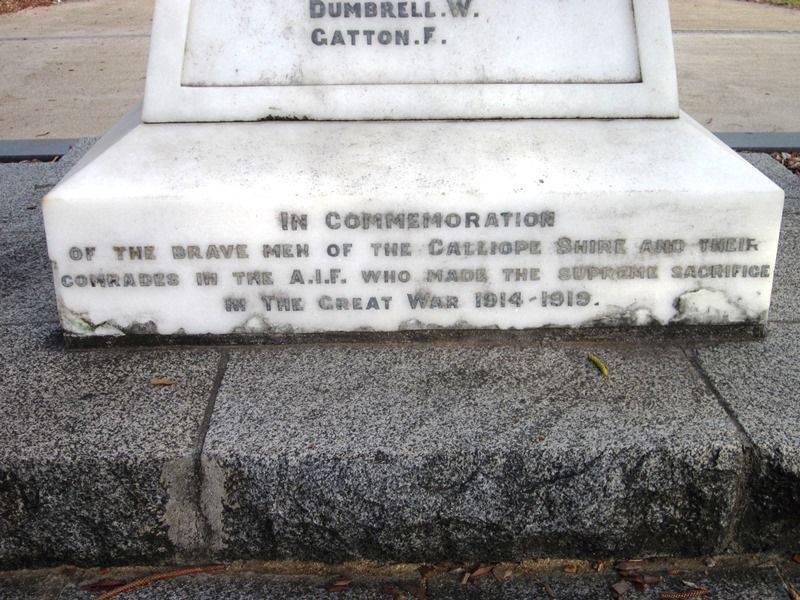 DUMBRELL.W.
GATTON.F.
IN COMMEMORATION
OF THE BRAVE MEN OF THE CALLIOPE SHIRE AND THEIR
COMRADES IN THE A.I.F. WHO MADE THE SUPREME SACRIFICE
IN THE GREAT WAR 1914-1919.